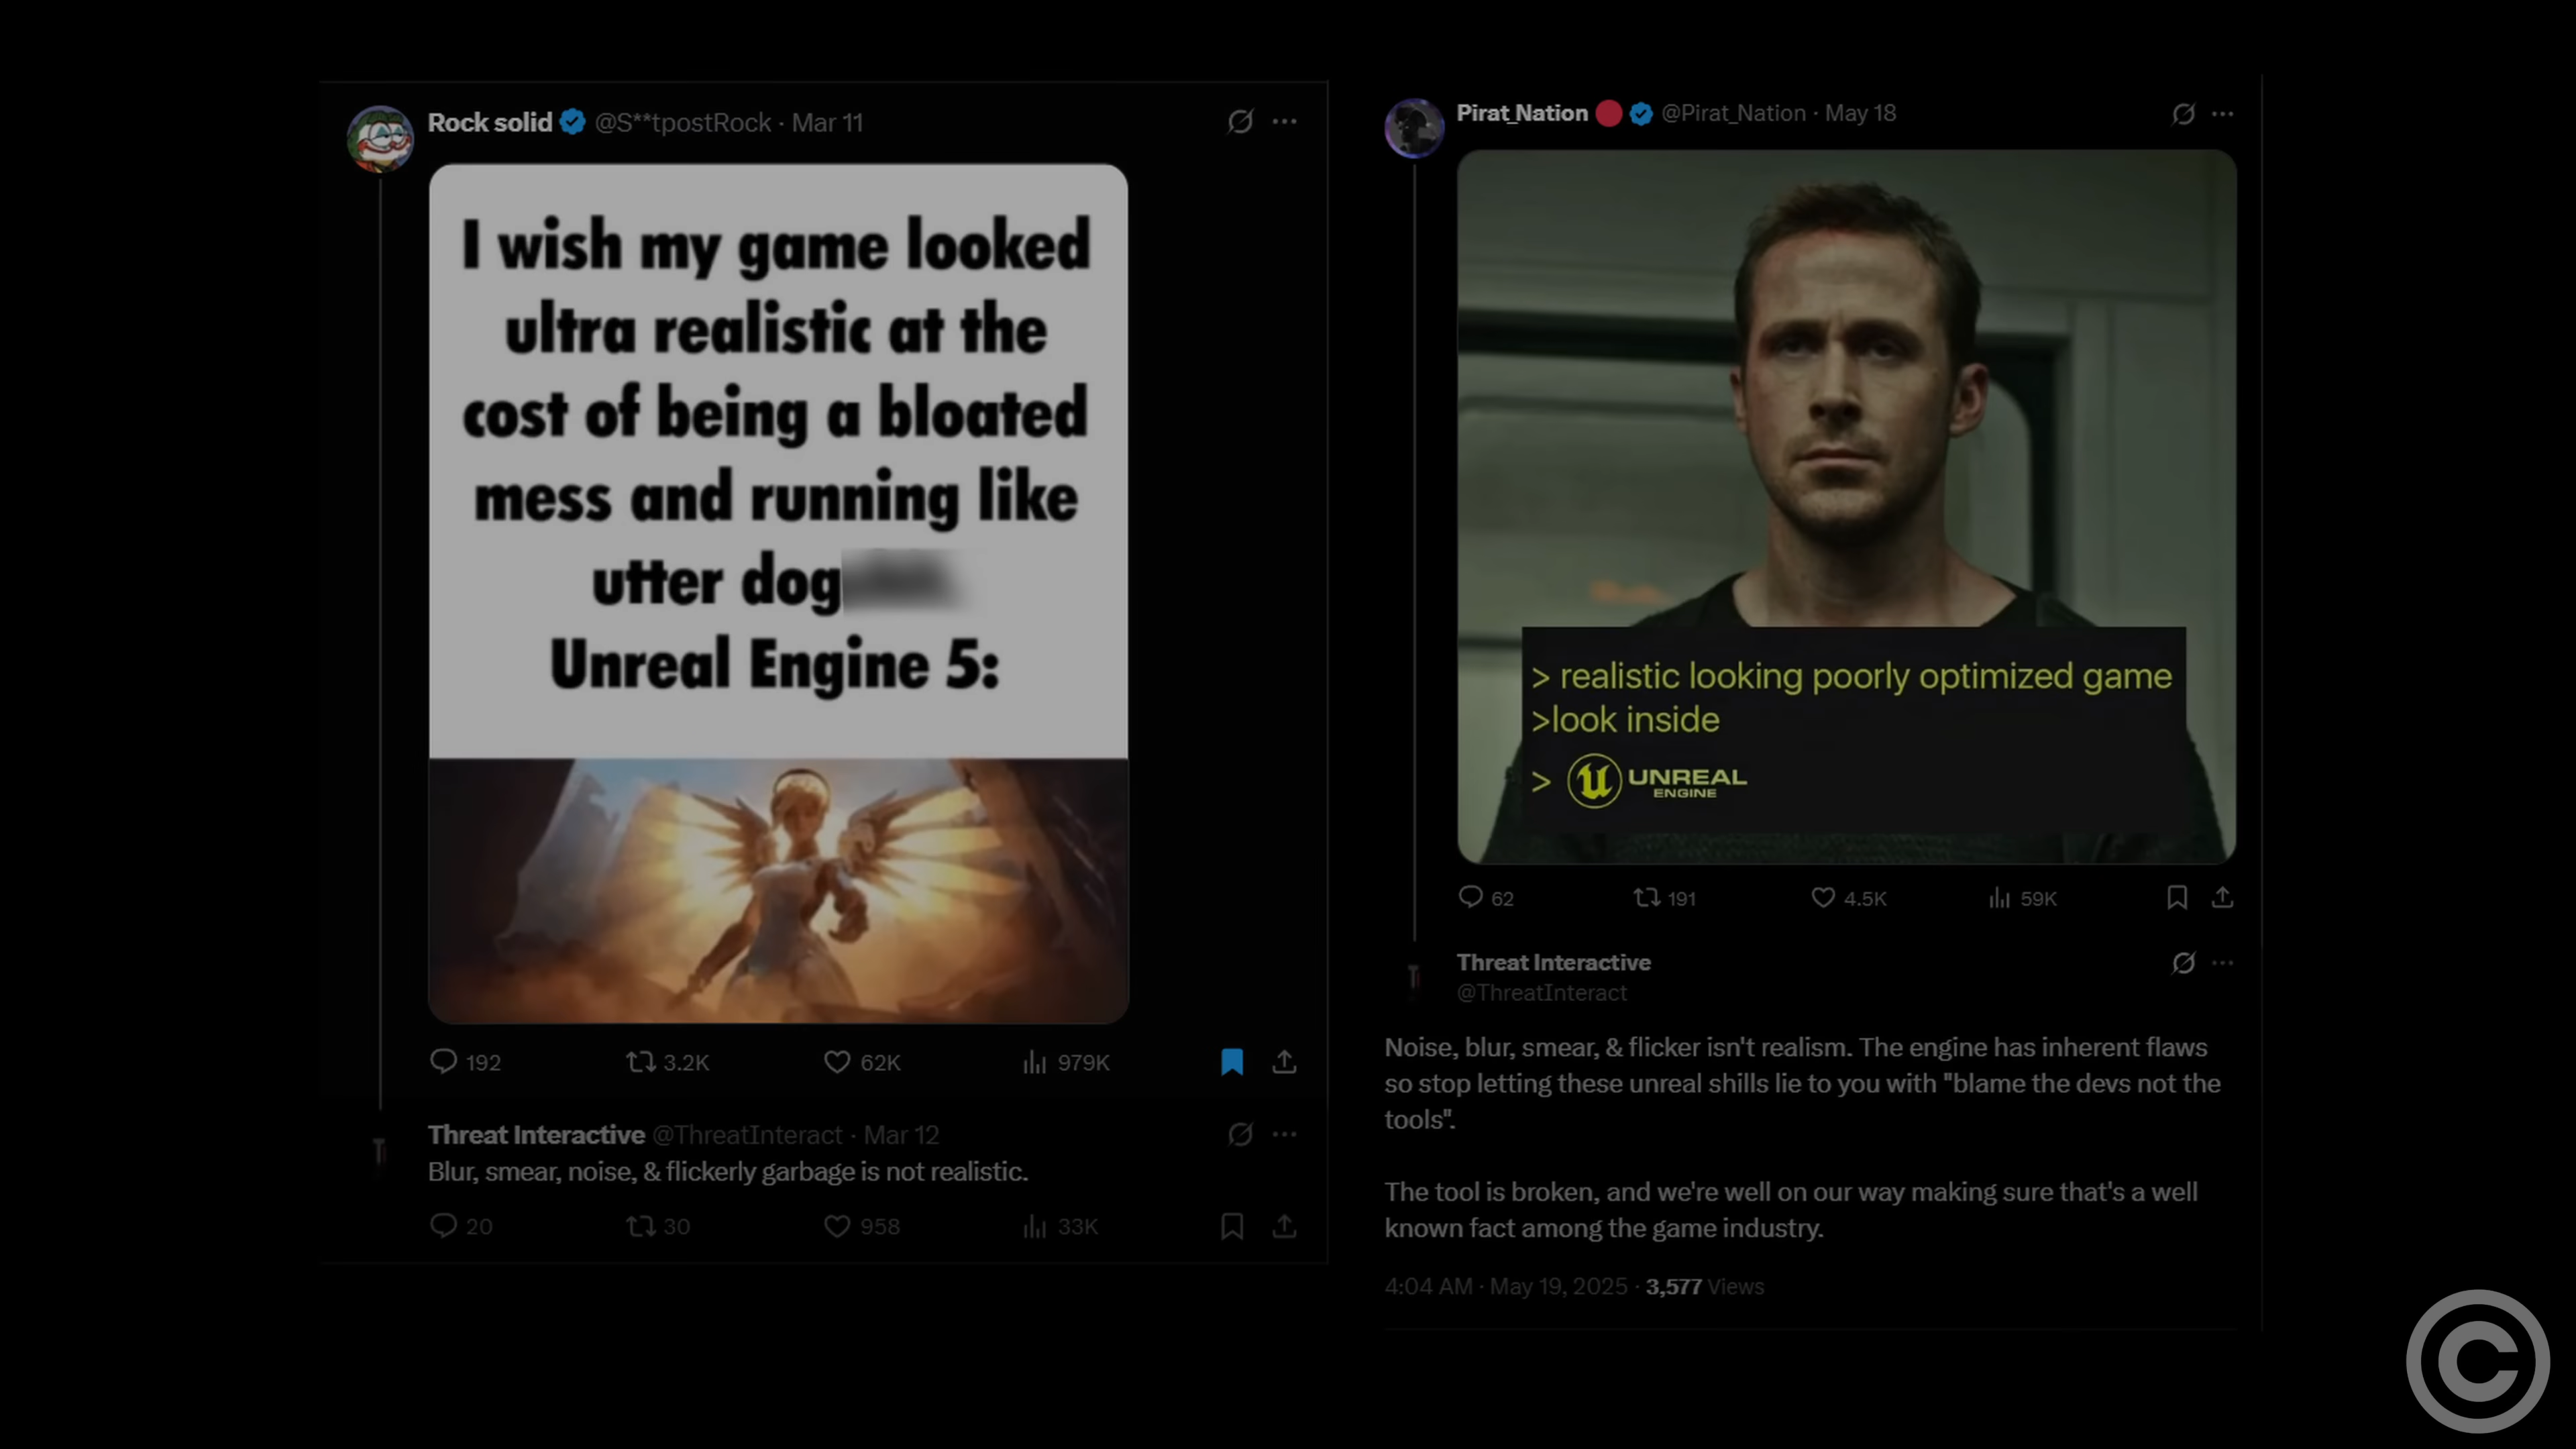 Rock solid @S**tpostRock · Mar 11
I wish my game looked
ultra realistic at the
cost of being a bloated
mess and running like
utter dog
Unreal Engine 5:
192 3.2K 62K 979K
Threat Interactive @ThreatInteract · Mar 12
Blur, smear, noise, & flickerly garbage is not realistic.
20 30 958 33K
Pirat_Nation @Pirat_Nation · May 18
> realistic looking poorly optimized game
>look inside
> UNREAL
ENGINE
62 191 4.5K 59K
Threat Interactive
@ThreatInteract
Noise, blur, smear, & flicker isn't realism. The engine has inherent flaws
so stop letting these unreal shills lie to you with "blame the devs not the
tools".
The tool is broken, and we're well on our way making sure that's a well
known fact among the game industry.
4:04 AM · May 19, 2025 · 3,577 Views